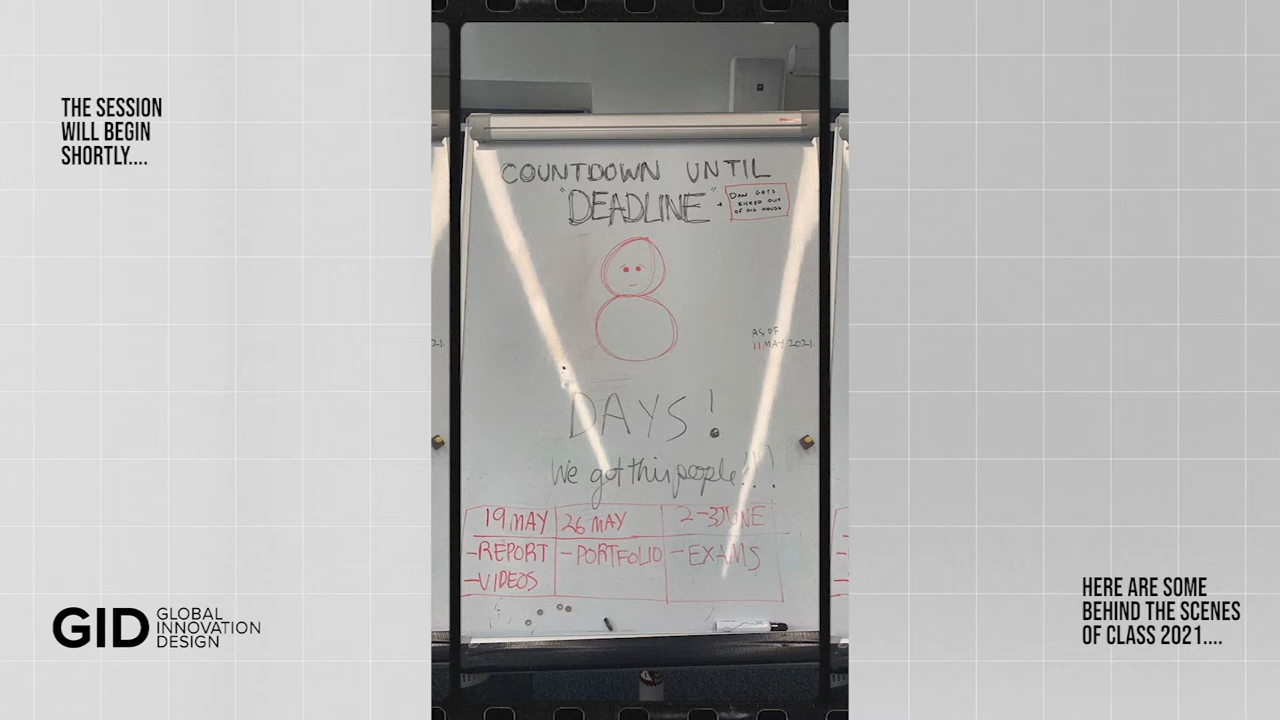 THE SESSION
WILL BEGIN
SHORTLY....
COUNTDOWN UNTIL
"DEADLINE" +
DAN GETS
KICKED OUT
OF HIS HOUSE
8
AS OF
11 MAY 2021.
21.
DAYS!
We got this people!!!
19 MAY
26 MAY
2-3 JUNE
-REPORT
-PORTFOLIO
-EXAMS
-VIDEOS
GID GLOBAL
INNOVATION
DESIGN
HERE ARE SOME
BEHIND THE SCENES
OF CLASS 2021....